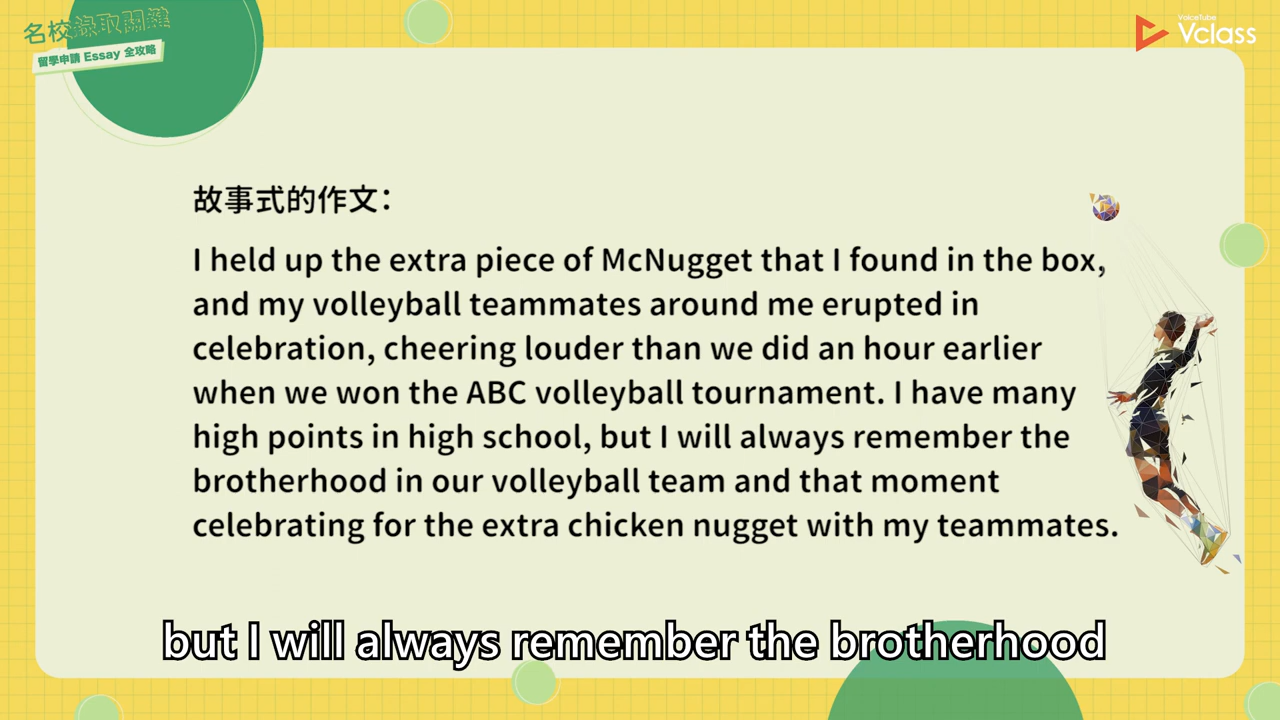 名校錄取關鍵
留學申請 Essay 全攻略
VoiceTube
Vclass
故事式的作文：
I held up the extra piece of McNugget that I found in the box,
and my volleyball teammates around me erupted in
celebration, cheering louder than we did an hour earlier
when we won the ABC volleyball tournament. I have many
high points in high school, but I will always remember the
brotherhood in our volleyball team and that moment
celebrating for the extra chicken nugget with my teammates.
but I will always remember the brotherhood